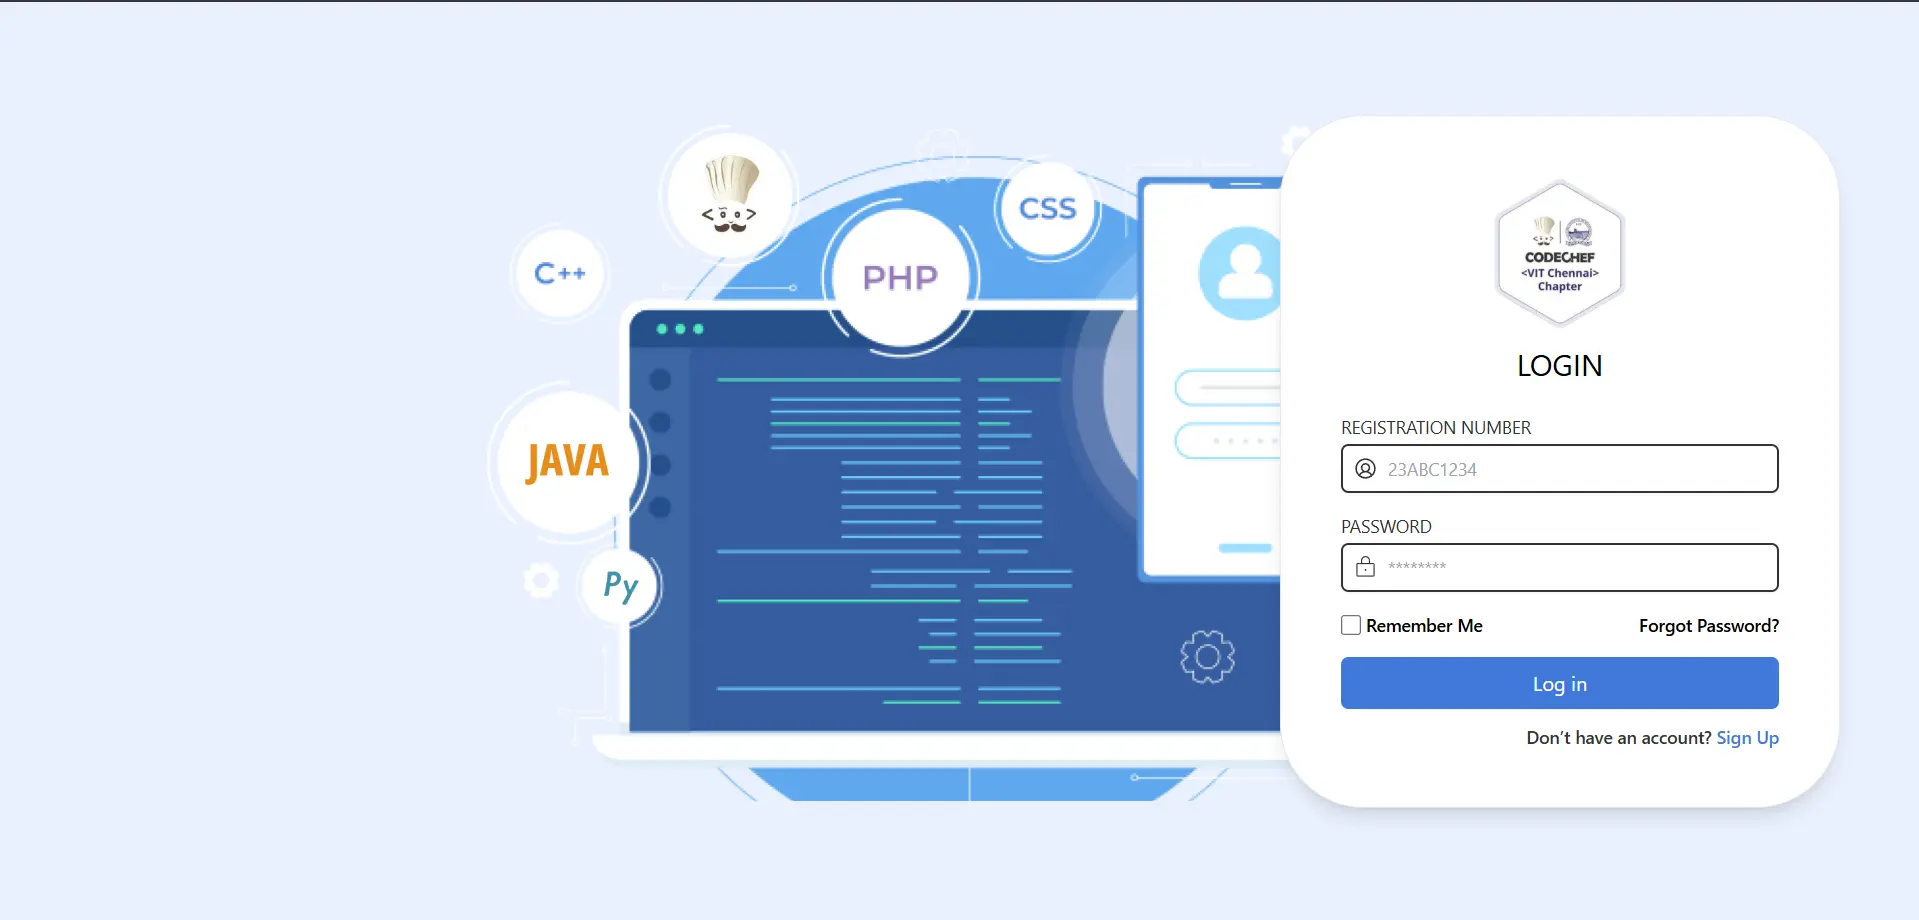 C++
PHP
CSS
JAVA
Py
CODECHEF
<VIT Chennai>
Chapter
LOGIN
REGISTRATION NUMBER
23ABC1234
PASSWORD
********
Remember Me
Forgot Password?
Log in
Don’t have an account? Sign Up